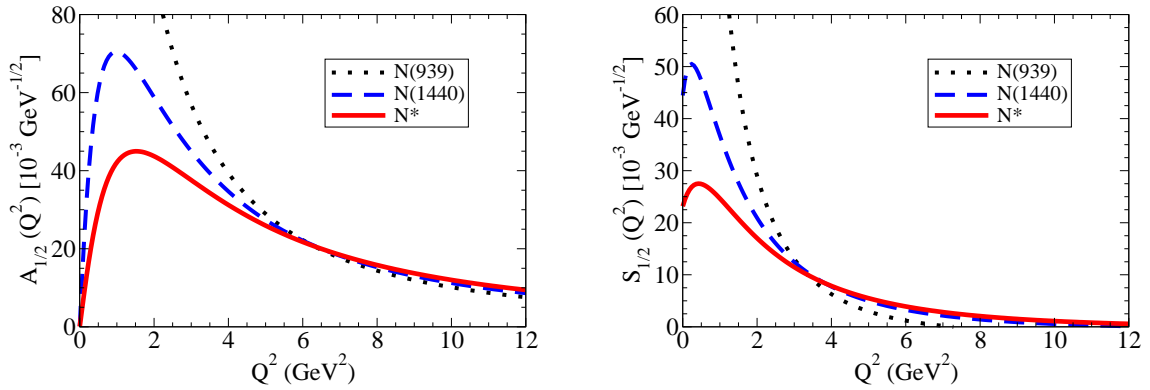 80
60
40
20
0
A1/2 (Q²) [10⁻³ GeV⁻¹/²]
N(939)
N(1440)
N*
0 2 4 6 8 10 12
Q² (GeV²)
60
50
40
30
20
10
0
S1/2 (Q²) [10⁻³ GeV⁻¹/²]
N(939)
N(1440)
N*
0 2 4 6 8 10 12
Q² (GeV²)